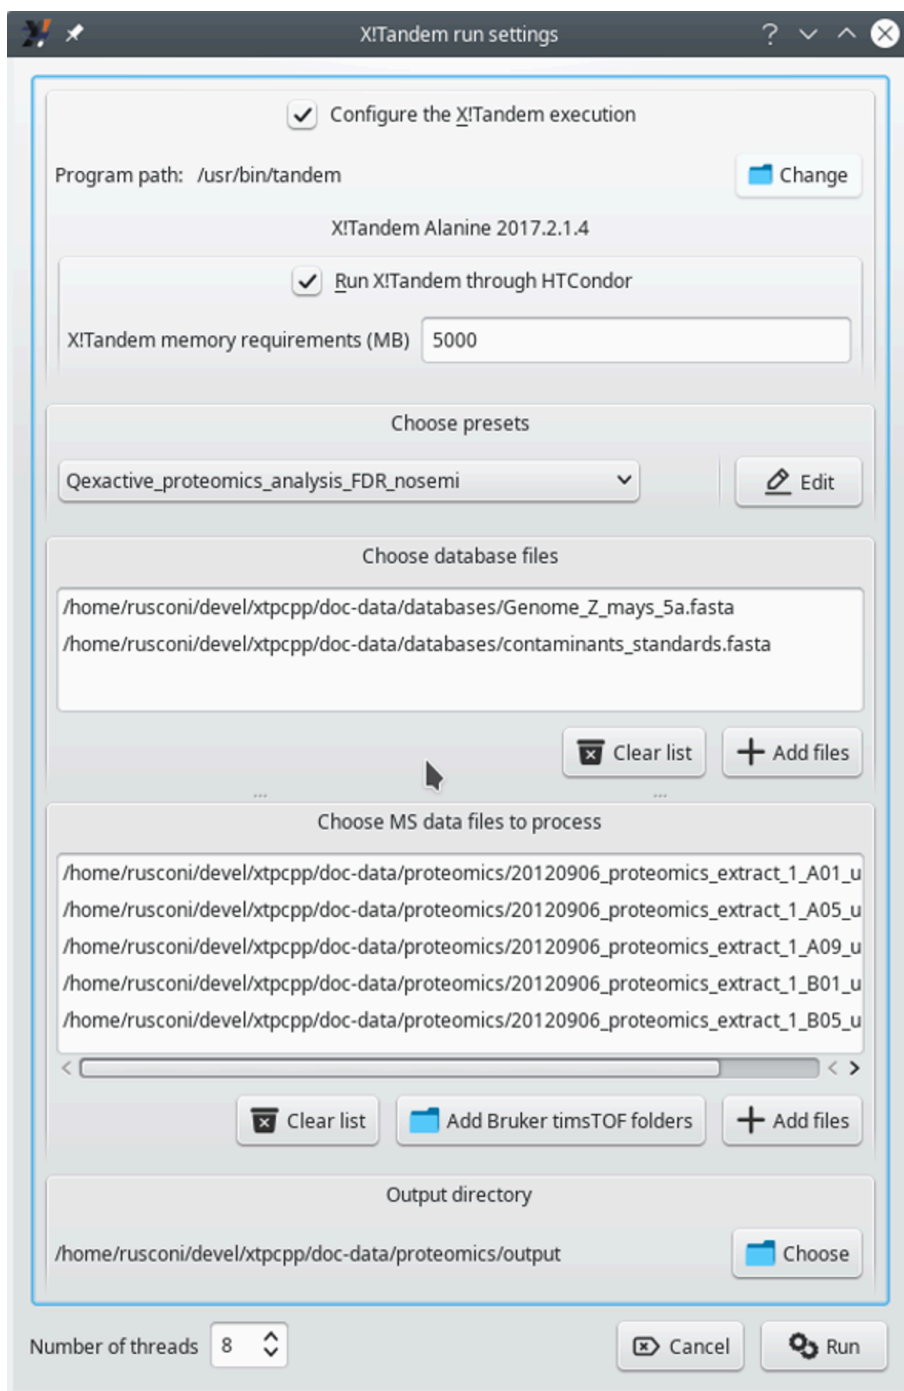 X!Tandem run settings
Configure the X!Tandem execution
Program path: /usr/bin/tandem
Change
X!Tandem Alanine 2017.2.1.4
Run X!Tandem through HTCondor
X!Tandem memory requirements (MB) 5000
Choose presets
Qexactive_proteomics_analysis_FDR_nosemi
Edit
Choose database files
/home/rusconi/devel/xtpcpp/doc-data/databases/Genome_Z_mays_5a.fasta
/home/rusconi/devel/xtpcpp/doc-data/databases/contaminants_standards.fasta
Clear list
Add files
Choose MS data files to process
/home/rusconi/devel/xtpcpp/doc-data/proteomics/20120906_proteomics_extract_1_A01_u
/home/rusconi/devel/xtpcpp/doc-data/proteomics/20120906_proteomics_extract_1_A05_u
/home/rusconi/devel/xtpcpp/doc-data/proteomics/20120906_proteomics_extract_1_A09_u
/home/rusconi/devel/xtpcpp/doc-data/proteomics/20120906_proteomics_extract_1_B01_u
/home/rusconi/devel/xtpcpp/doc-data/proteomics/20120906_proteomics_extract_1_B05_u
Clear list
Add Bruker timsTOF folders
Add files
Output directory
/home/rusconi/devel/xtpcpp/doc-data/proteomics/output
Choose
Number of threads 8
Cancel
Run